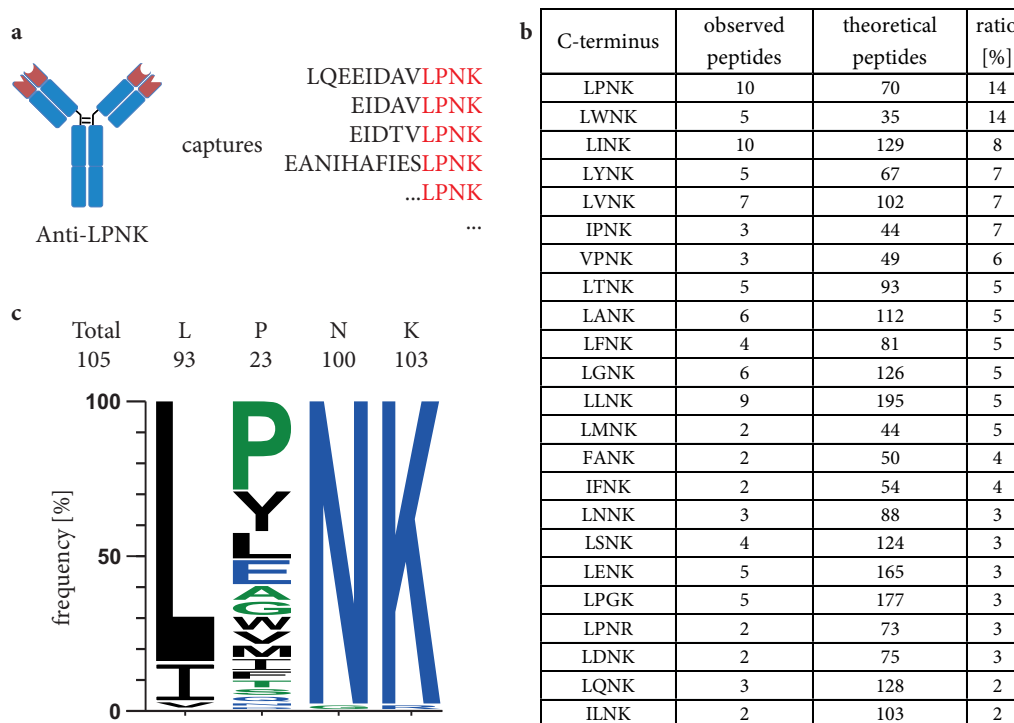 a
LQEEIDAVLPNK
EIDAVLPNK
EIDTVLPNK
EANIHAFIESLPNK
...LPNK
...
captures
Anti-LPNK
b
C-terminus observed peptides theoretical peptides ratio [%]
LPNK 10 70 14
LWNK 5 35 14
LINK 10 129 8
LYNK 5 67 7
LVNK 7 102 7
IPNK 3 44 7
VPNK 3 49 6
LTNK 5 93 5
LANK 6 112 5
LFNK 4 81 5
LGNK 6 126 5
LLNK 9 195 5
LMNK 2 44 5
FANK 2 50 4
IFNK 2 54 4
LNNK 3 88 3
LSNK 4 124 3
LENK 5 165 3
LPGK 5 177 3
LPNR 2 73 3
LDNK 2 75 3
LQNK 3 128 2
ILNK 2 103 2
c
Total L P N K
105 93 23 100 103
frequency [%]
100
50
0
L
I
V
P
Y
L
E
A
G
W
V
M
I
F
T
S
N
G
K
R